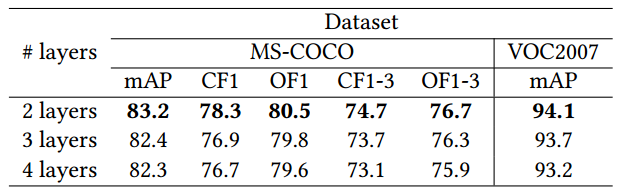 Dataset
# layers MS-COCO VOC2007
mAP CF1 OF1 CF1-3 OF1-3 mAP
2 layers 83.2 78.3 80.5 74.7 76.7 94.1
3 layers 82.4 76.9 79.8 73.7 76.3 93.7
4 layers 82.3 76.7 79.6 73.1 75.9 93.2